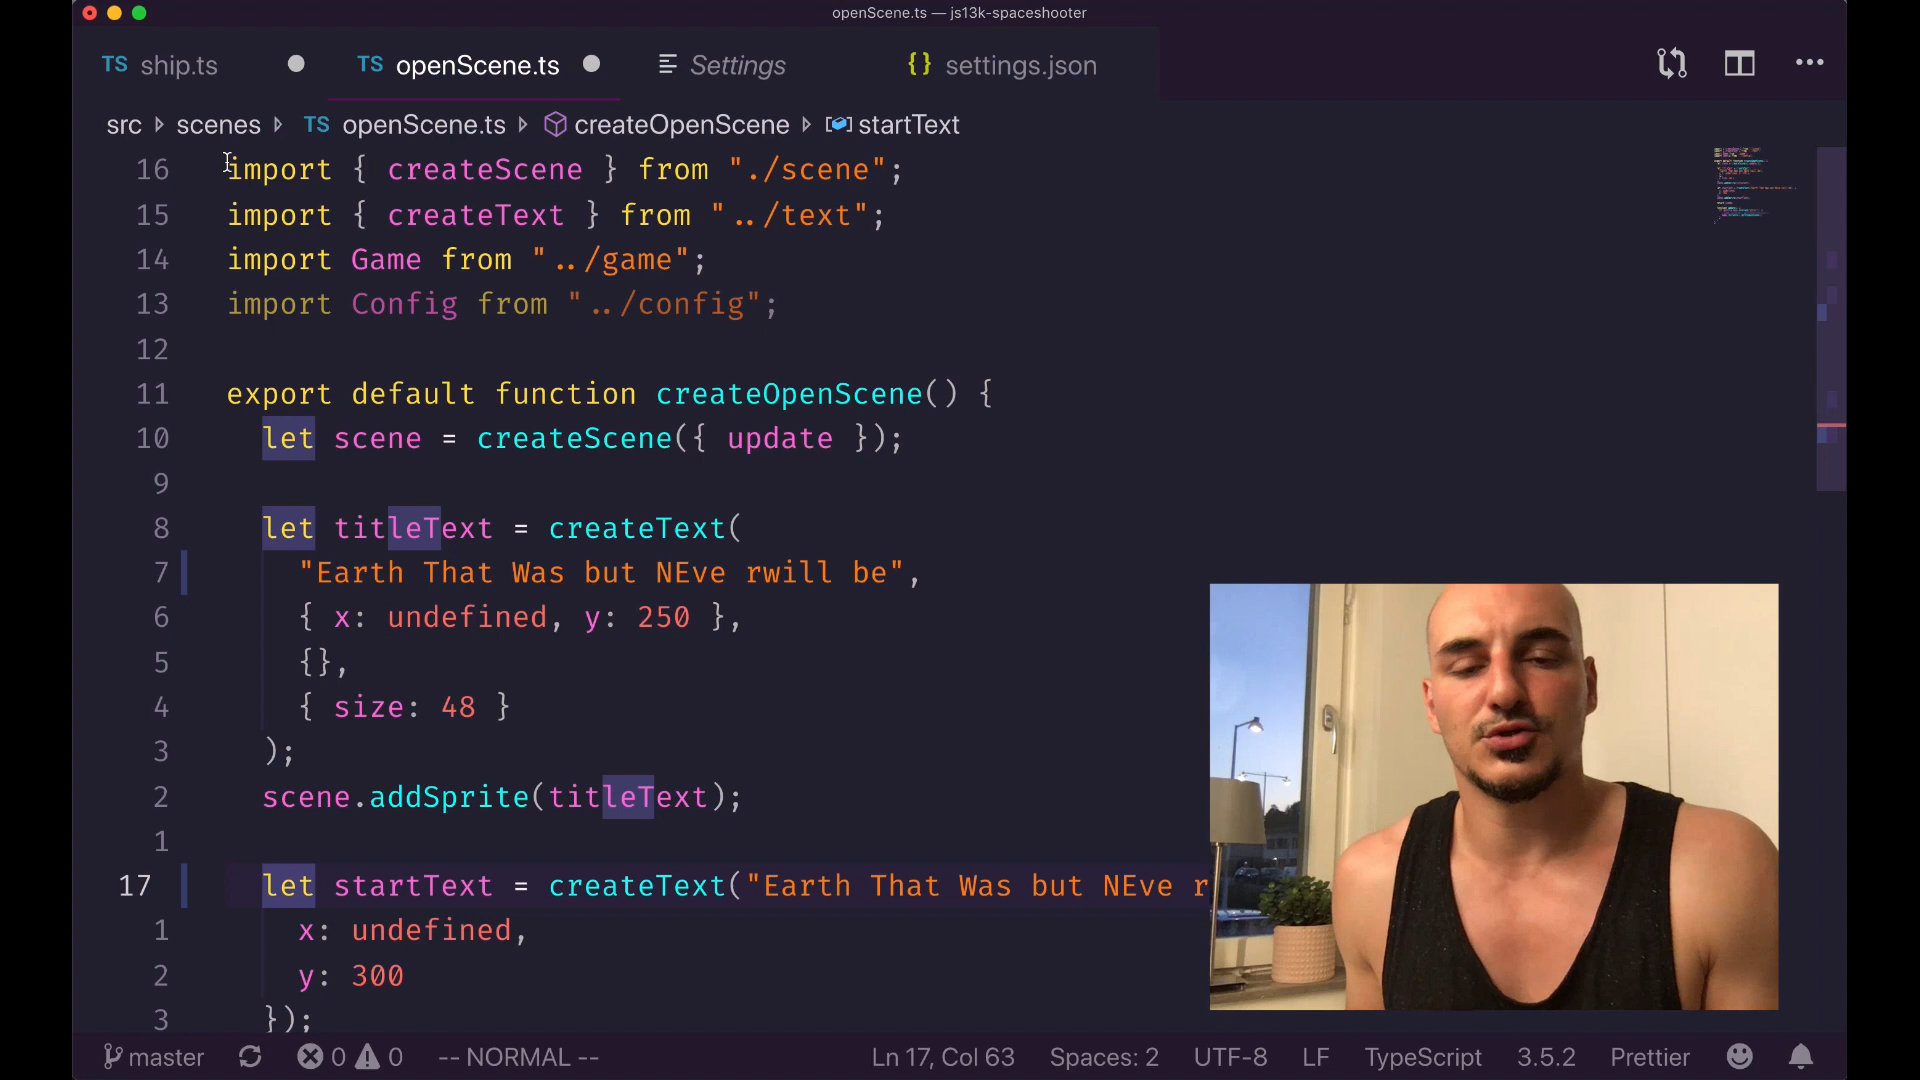 openScene.ts — js13k-spaceshooter
TS ship.ts TS openScene.ts Settings {} settings.json
src scenes TS openScene.ts createOpenScene startText
16 import { createScene } from "./scene";
15 import { createText } from "../text";
14 import Game from "../game";
13 import Config from "../config";
12
11 export default function createOpenScene() {
10 let scene = createScene({ update });
9
8 let titleText = createText(
7 "Earth That Was but NEve rwill be",
6 { x: undefined, y: 250 },
5 {},
4 { size: 48 }
3 );
2 scene.addSprite(titleText);
1
17 let startText = createText("Earth That Was but NEve r
1 x: undefined,
2 y: 300
3 });
master 0 0 -- NORMAL -- Ln 17, Col 63 Spaces: 2 UTF-8 LF TypeScript 3.5.2 Prettier